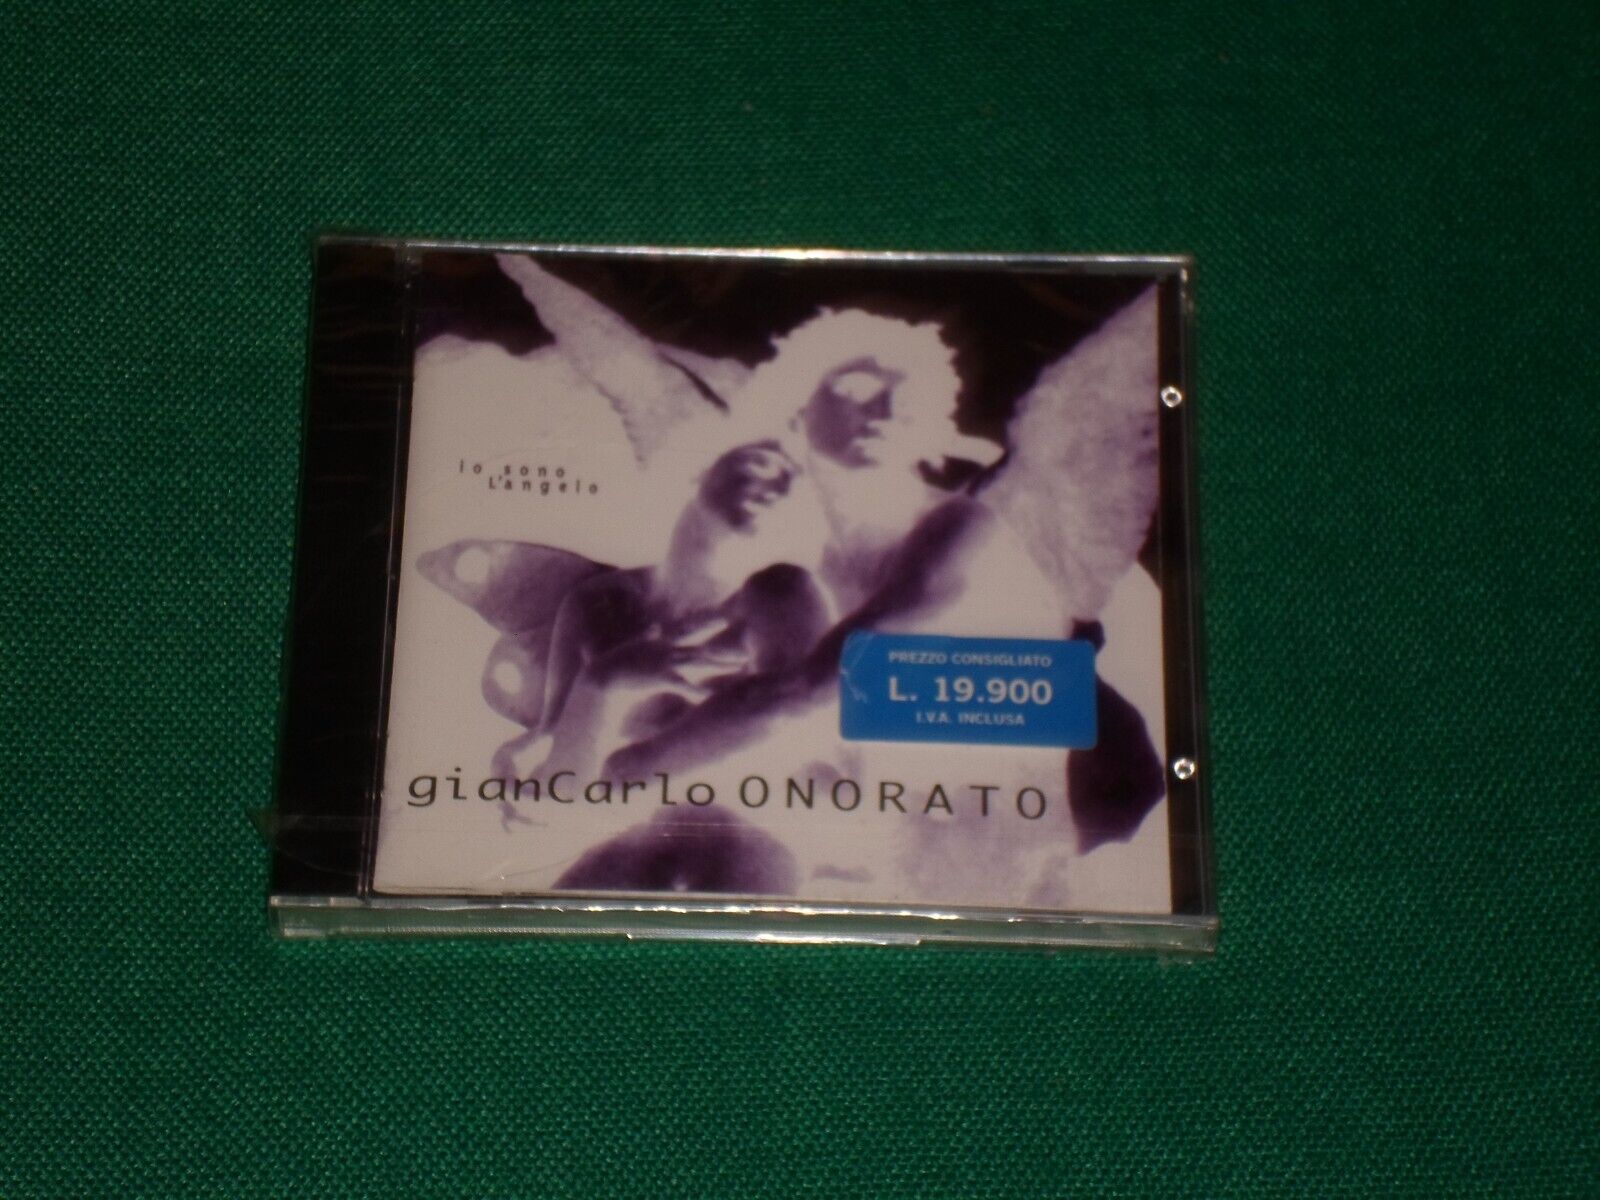 io sono
L'angelo
PREZZO CONSIGLIATO
L. 19.900
I.V.A. INCLUSA
gianCarlo ONORATO